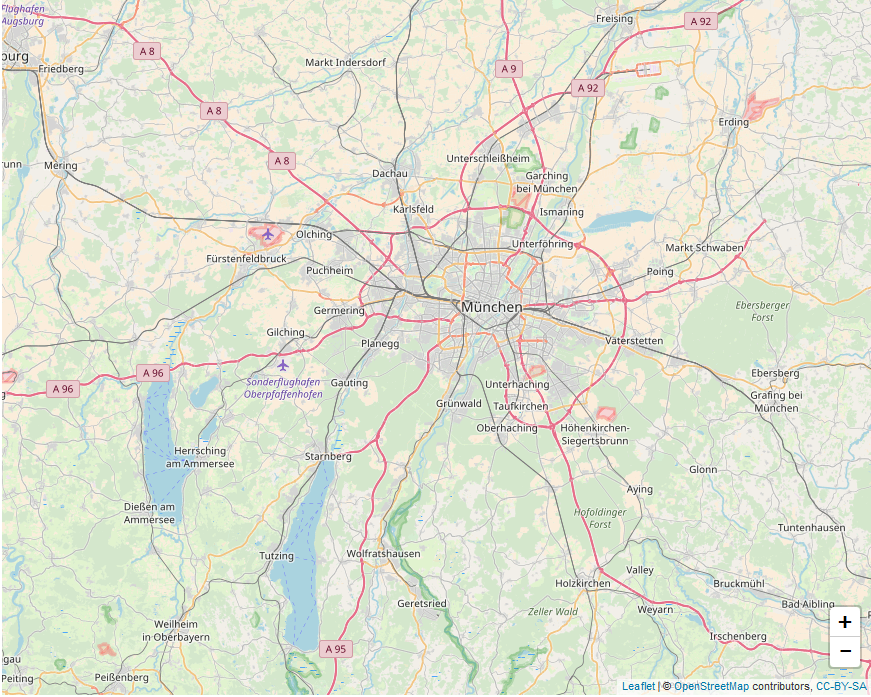 Flughafen
Augsburg
Freising
A 92
A 8
burg
Friedberg
Markt Indersdorf
A 9
A 92
A 8
Erding
runn
Mering
A 8
Unterschleißheim
Dachau
Garching
bei München
Karlsfeld
Ismaning
Olching
Unterföhring
Markt Schwaben
Fürstenfeldbruck
Puchheim
Poing
München
Ebersberger
Forst
Germering
Gilching
Planegg
Vaterstetten
A 96
A 96
Sonderflughafen
Oberpfaffenhofen
Gauting
Unterhaching
Ebersberg
g
Grafing bei
München
Grünwald
Taufkirchen
Oberhaching
Höhenkirchen-
Siegertsbrunn
Herrsching
am Ammersee
Starnberg
Glonn
Aying
Dießen am
Ammersee
Hofoldinger
Forst
Tuntenhausen
Tutzing
Wolfratshausen
Holzkirchen
Valley
Bruckmühl
Geretsried
Zeller Wald
Weyarn
Bad Aibling
Weilheim
in Oberbayern
Irschenberg
A 95
gau
Peiting
Peißenberg
+
−
Leaflet | © OpenStreetMap contributors, CC-BY-SA